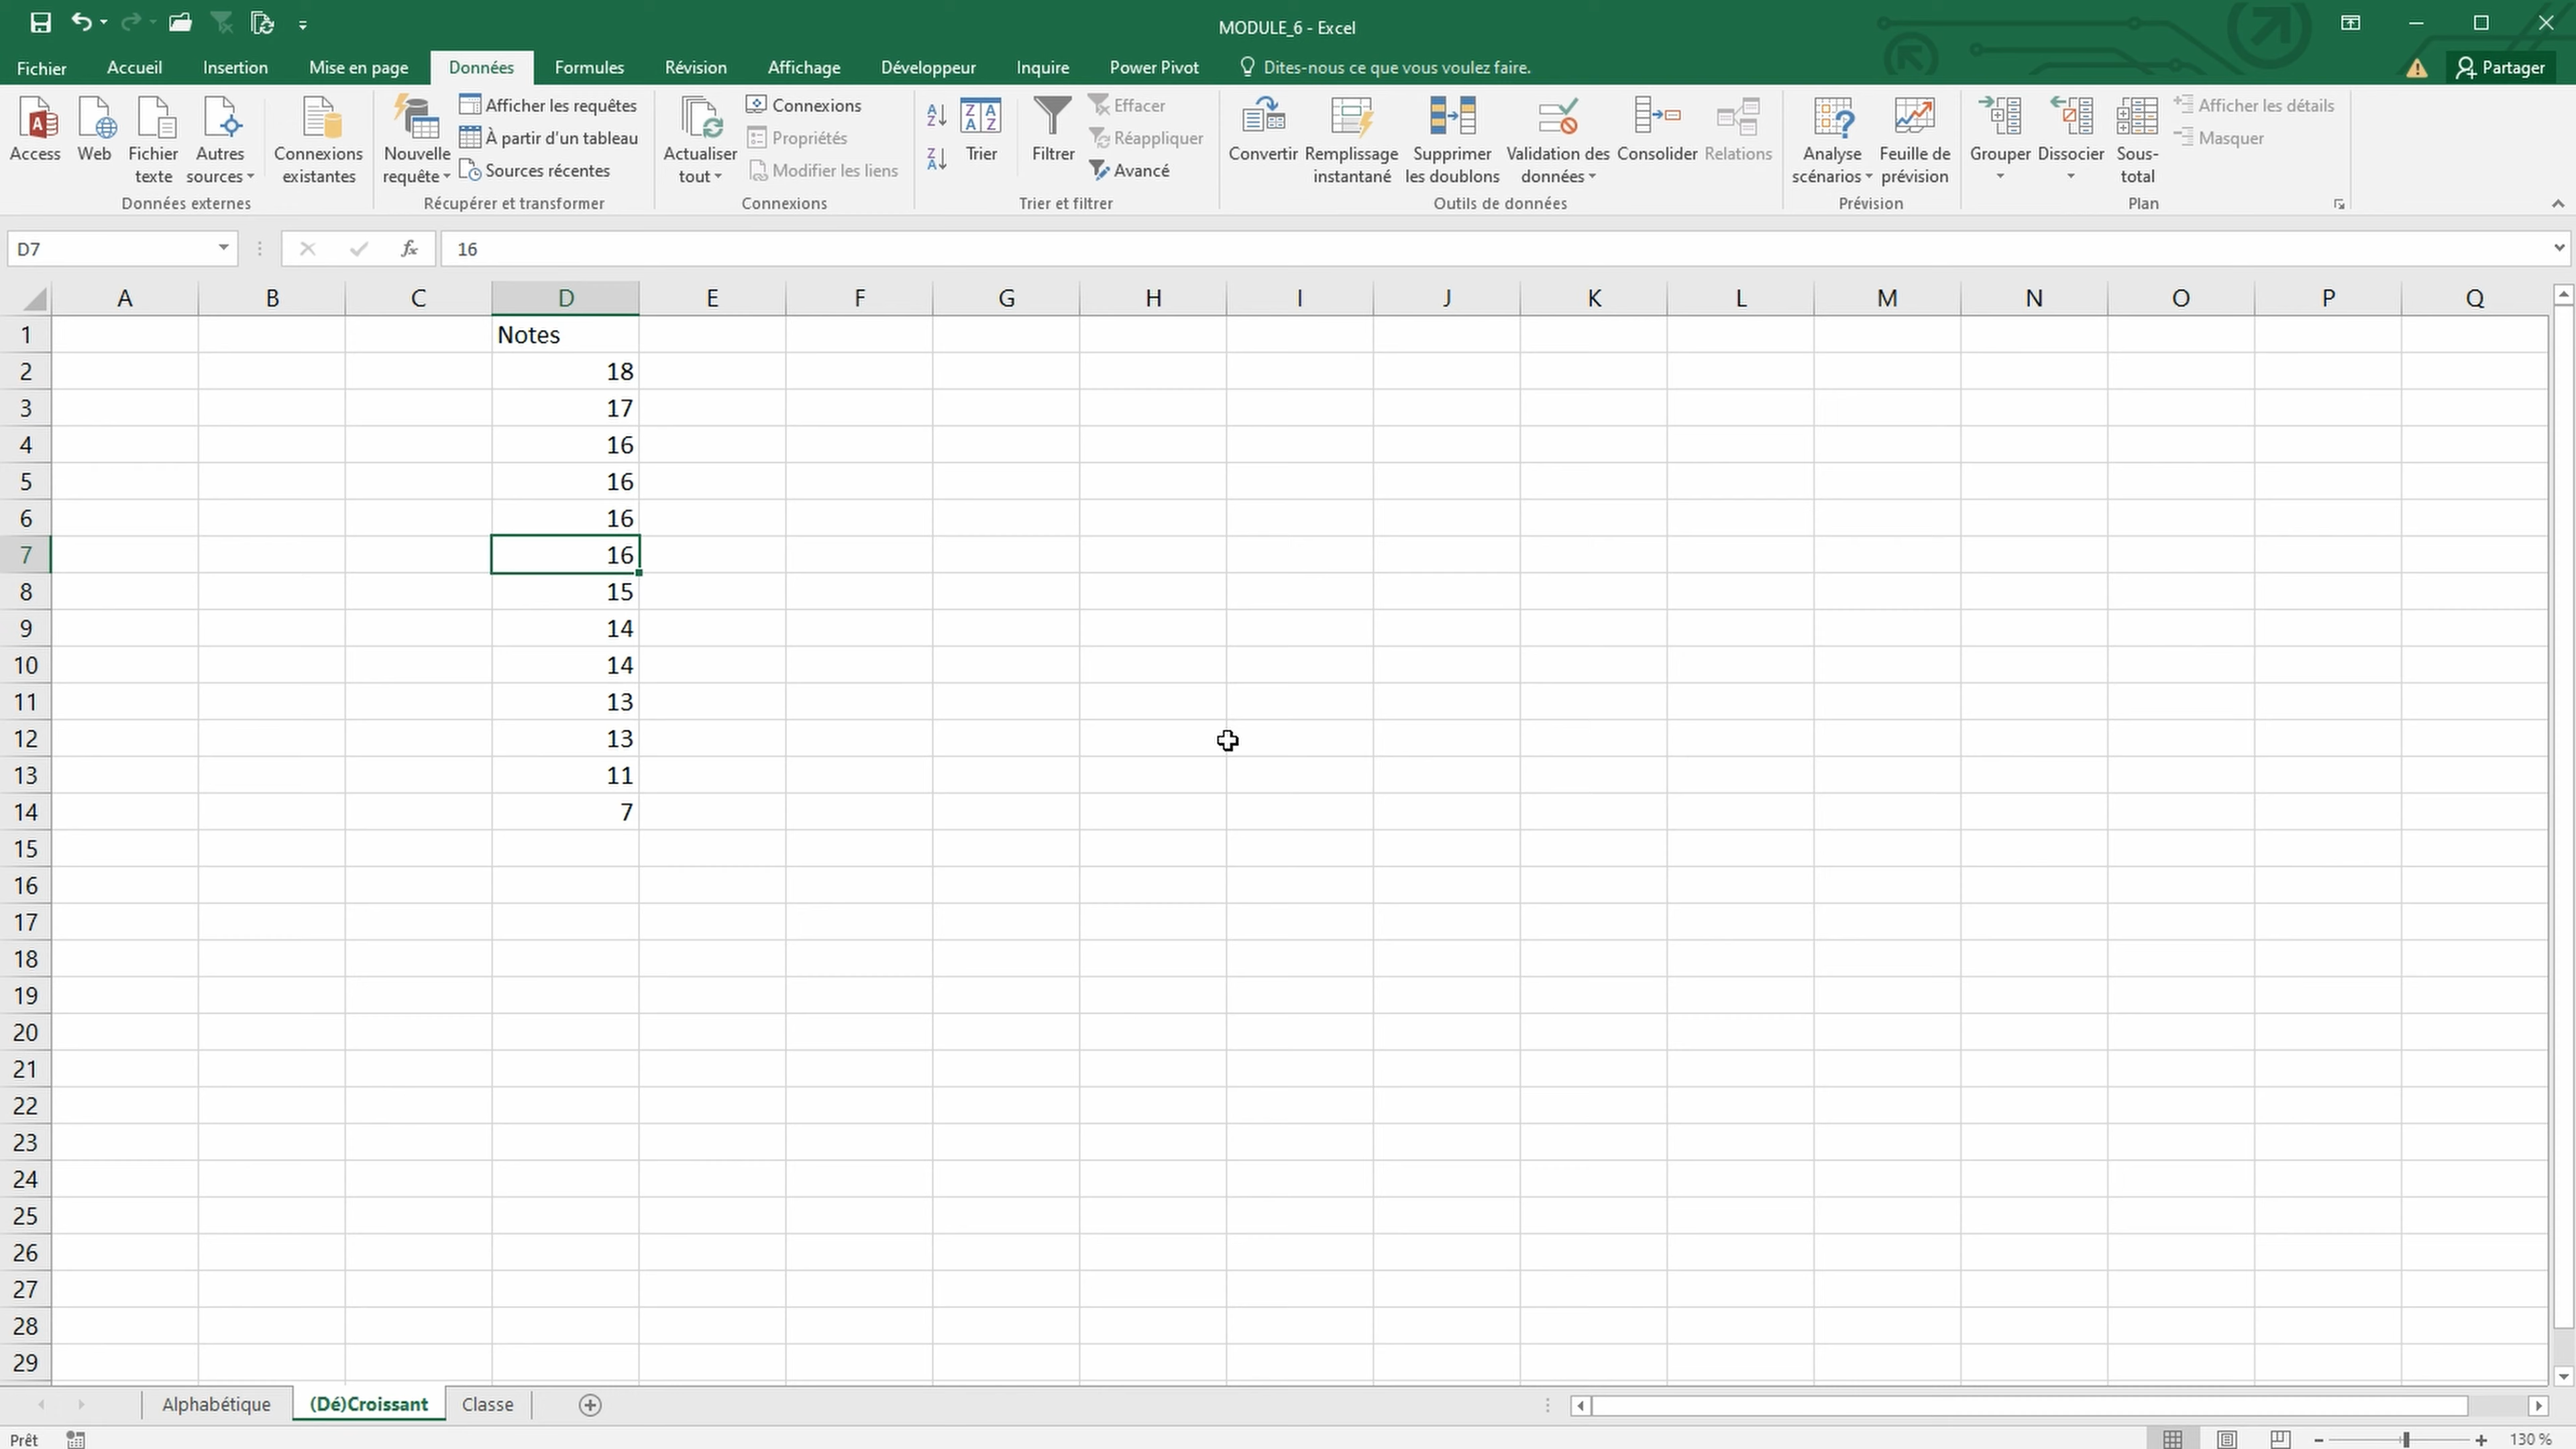 MODULE_6 - Excel
Fichier Accueil Insertion Mise en page Données Formules Révision Affichage Développeur Inquire Power Pivot Dites-nous ce que vous voulez faire. Partager
Access
Web
Fichier texte
Autres sources
Connexions existantes
Données externes
Nouvelle requête
Afficher les requêtes
À partir d'un tableau
Sources récentes
Récupérer et transformer
Actualiser tout
Connexions
Propriétés
Modifier les liens
Connexions
Trier
Filtrer
Effacer
Réappliquer
Avancé
Trier et filtrer
Convertir
Remplissage instantané
Supprimer les doublons
Validation des données
Consolider
Relations
Outils de données
Analyse scénarios
Feuille de prévision
Prévision
Grouper
Dissocier
Sous-total
Afficher les détails
Masquer
Plan
D7 fx 16
A B C D E F G H I J K L M N O P Q
1 Notes
2 18
3 17
4 16
5 16
6 16
7 16
8 15
9 14
10 14
11 13
12 13
13 11
14 7
15
16
17
18
19
20
21
22
23
24
25
26
27
28
29
Alphabétique (Dé)Croissant Classe
Prêt 130 %